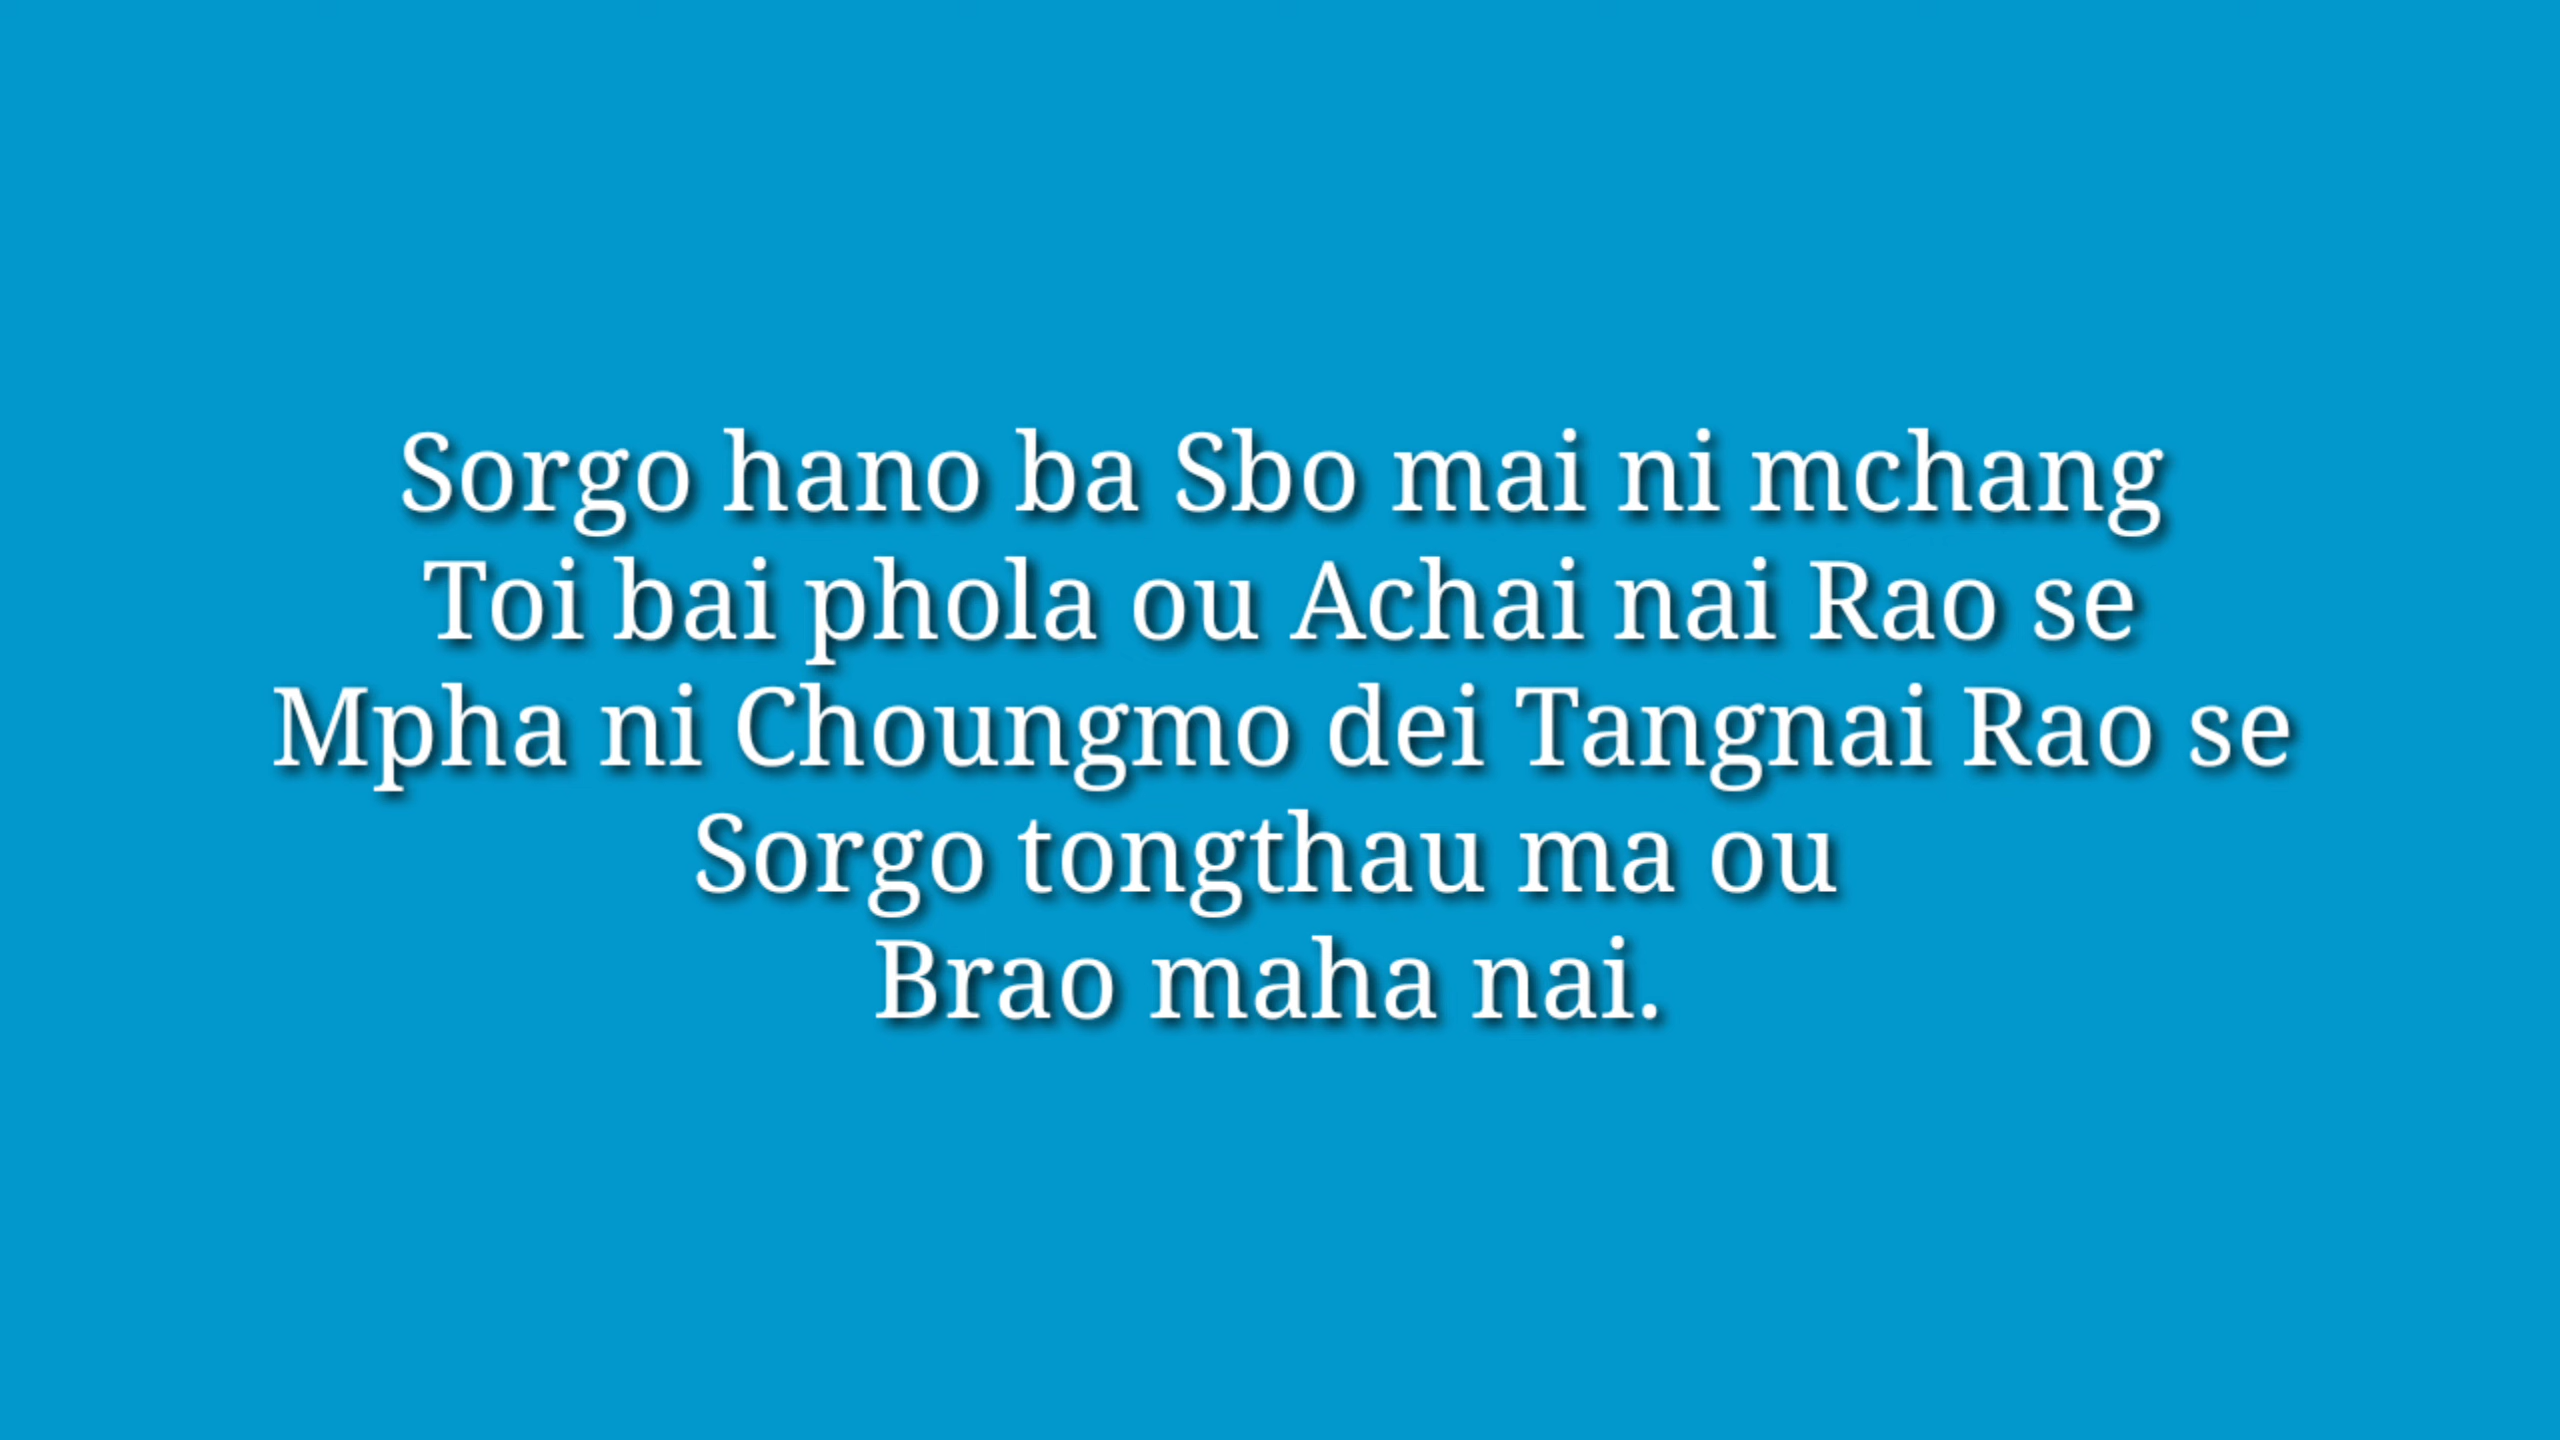 Sorgo hano ba Sbo mai ni mchang
Toi bai phola ou Achai nai Rao se
Mpha ni Choungmo dei Tangnai Rao se
Sorgo tongthau ma ou
Brao maha nai.